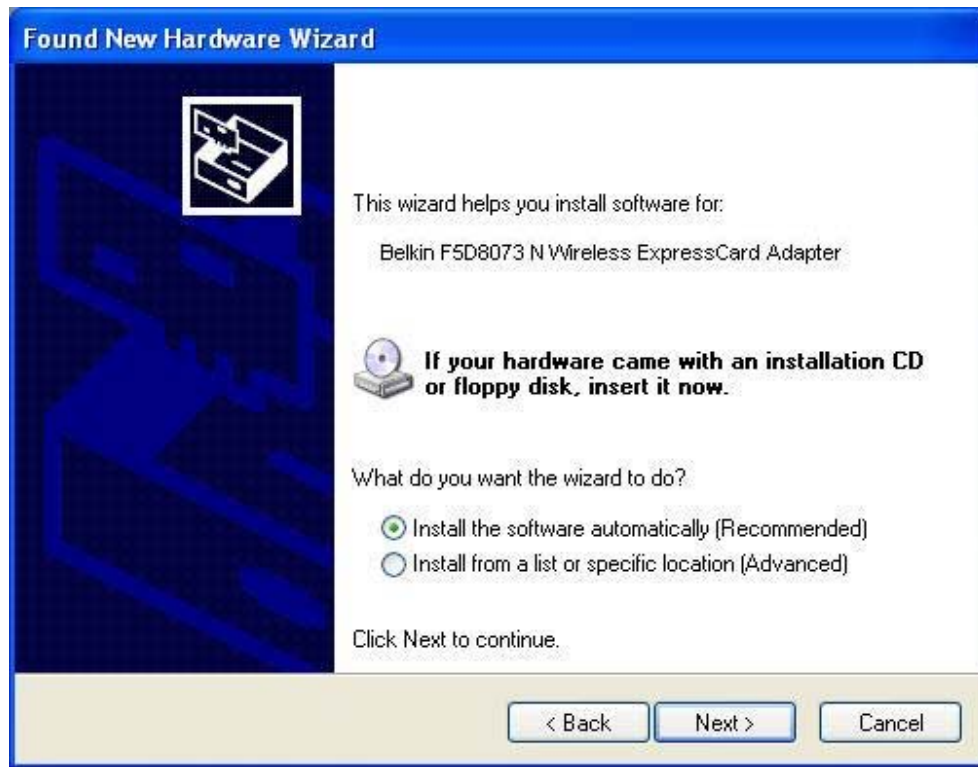 Found New Hardware Wizard
This wizard helps you install software for:
Belkin F5D8073 N Wireless ExpressCard Adapter
If your hardware came with an installation CD
or floppy disk, insert it now.
What do you want the wizard to do?
Install the software automatically (Recommended)
Install from a list or specific location (Advanced)
Click Next to continue.
< Back Next > Cancel